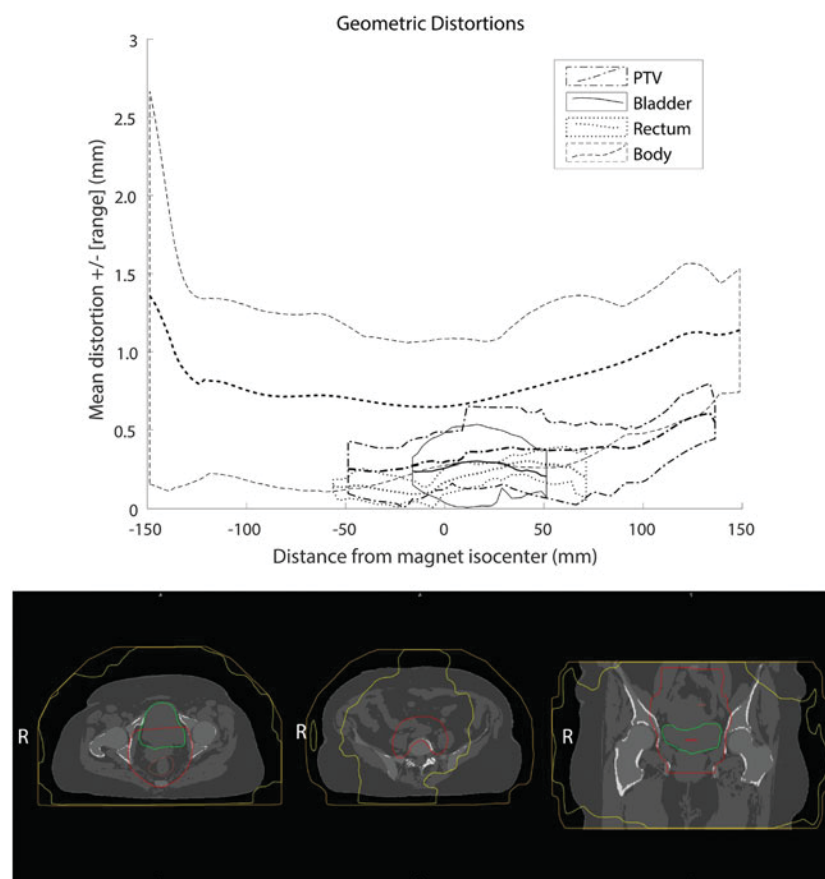 Geometric Distortions
Mean distortion +/- [range] (mm)
3
2.5
2.0
1.5
1.0
0.5
0
PTV
Bladder
Rectum
Body
-150
-100
-50
0
50
100
150
Distance from magnet isocenter (mm)
R
R
R